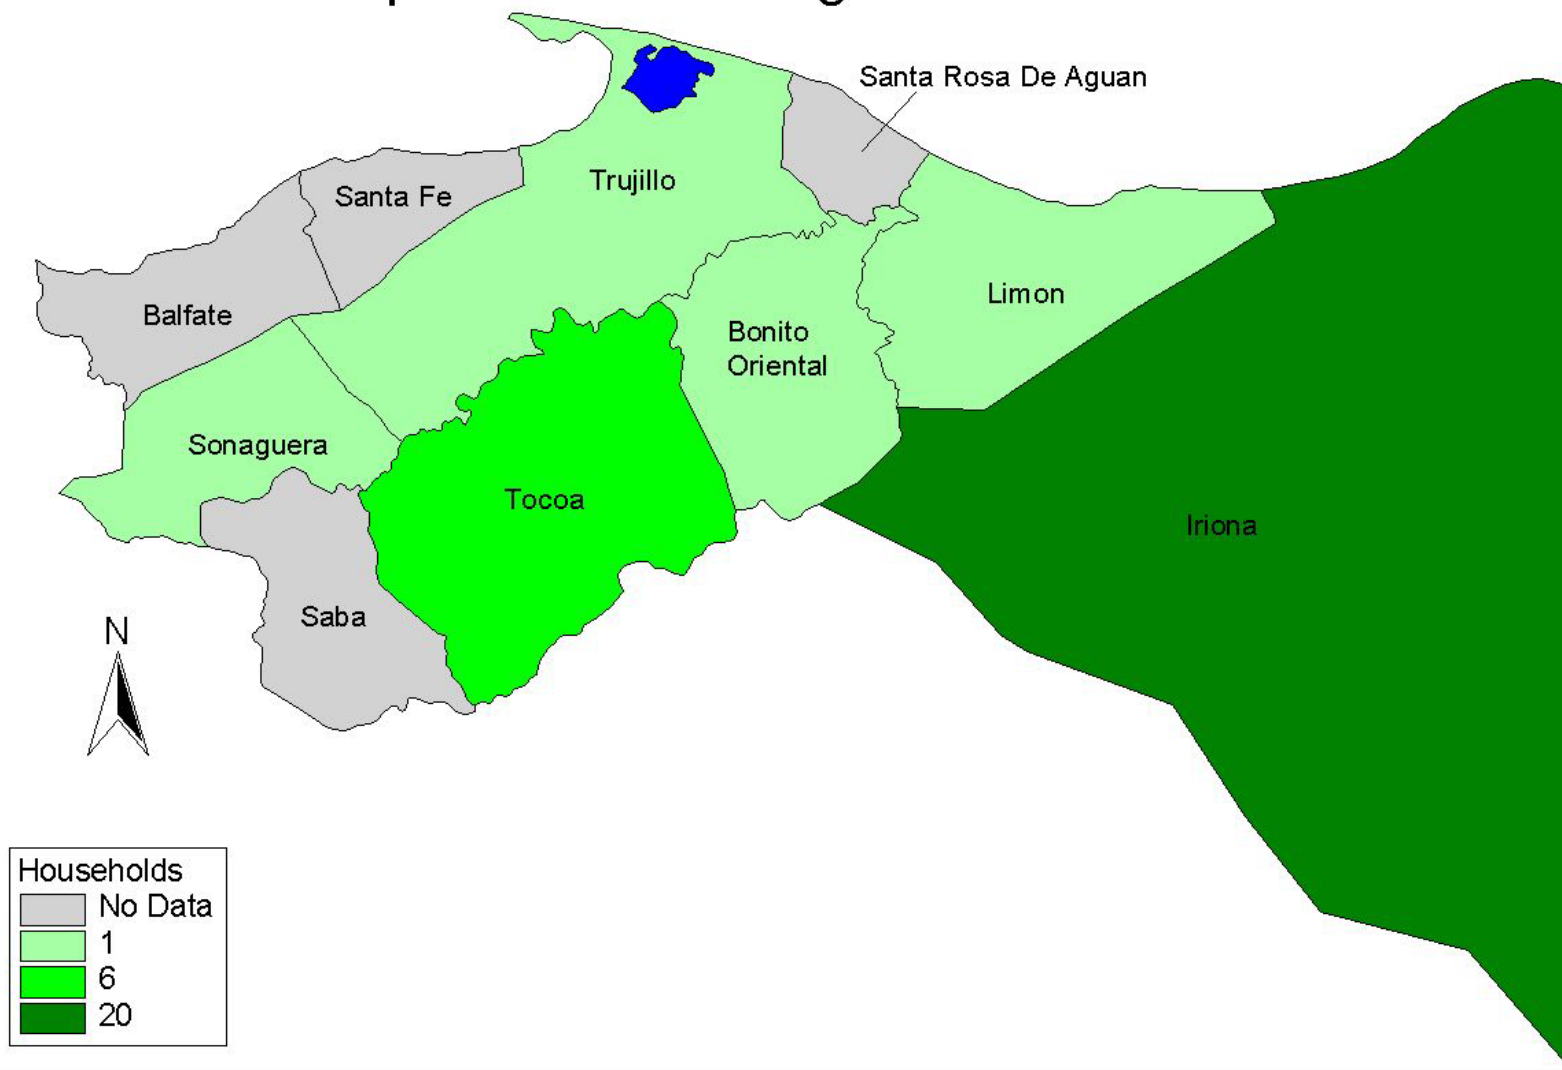 Santa Rosa De Aguan
Trujillo
Santa Fe
Limon
Balfate
Bonito
Oriental
Sonaguera
Tocoa
Iriona
Saba
N
Households
No Data
1
6
20